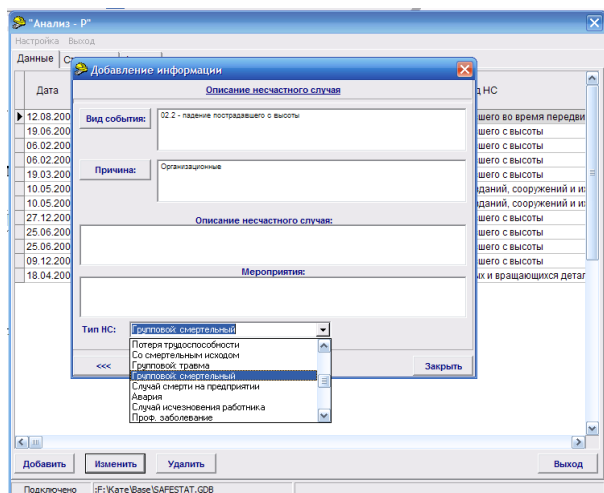 "Анализ - Р"
Настройка Выход
Данные
Добавление информации
Дата
Описание несчастного случая
НС
12.08.200
19.06.200
06.02.200
06.02.200
19.03.200
10.05.200
10.05.200
27.12.200
25.06.200
25.06.200
09.12.200
18.04.200
Вид события:
02.2 - падение пострадавшего с высоты
Причина:
Организационные
Описание несчастного случая:
Мероприятия:
Тип НС: Групповой: смертельный
Потеря трудоспособности
Со смертельным исходом
Групповой: травма
Групповой: смертельный
Случай смерти на предприятии
Авария
Случай исчезновения работника
Проф. заболевание
<<<
Закрыть
шего во время передви
шего с высоты
шего с высоты
шего с высоты
шего с высоты
даний, сооружений и и
даний, сооружений и и
шего с высоты
шего с высоты
шего с высоты
шего с высоты
х и вращающихся детал
Добавить Изменить Удалить Выход
Подключено :F:\Кате\Base\SAFESTAT.GDB